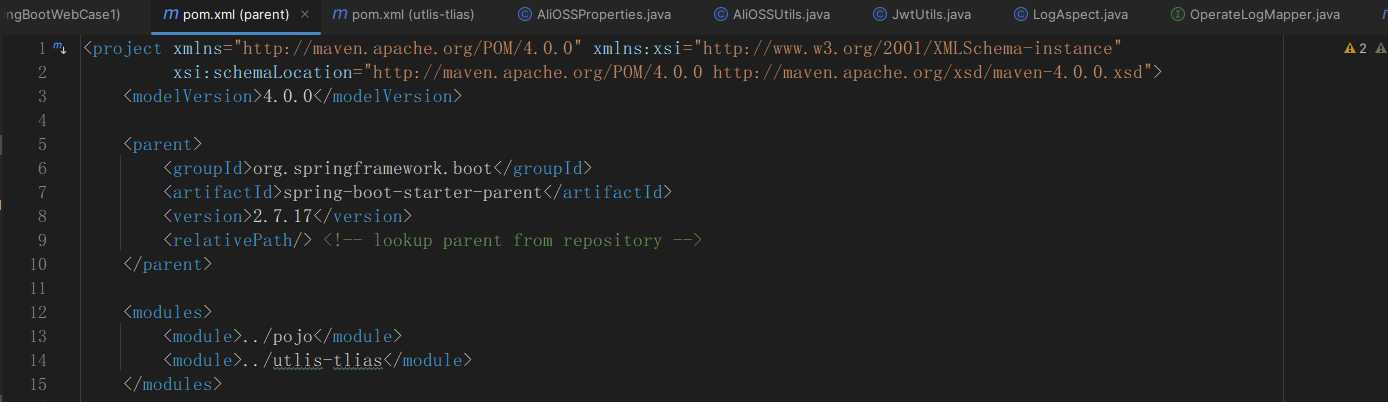 ngBootWebCase1) pom.xml (parent) × pom.xml (utlis-tlias) AliOSSProperties.java AliOSSUtils.java JwtUtils.java LogAspect.java OperateLogMapper.java
1 <project xmlns="http://maven.apache.org/POM/4.0.0" xmlns:xsi="http://www.w3.org/2001/XMLSchema-instance" 2
2 xsi:schemaLocation="http://maven.apache.org/POM/4.0.0 http://maven.apache.org/xsd/maven-4.0.0.xsd">
3 <modelVersion>4.0.0</modelVersion>
4
5 <parent>
6 <groupId>org.springframework.boot</groupId>
7 <artifactId>spring-boot-starter-parent</artifactId>
8 <version>2.7.17</version>
9 <relativePath/> <!-- lookup parent from repository -->
10 </parent>
11
12 <modules>
13 <module>../pojo</module>
14 <module>../utlis-tlias</module>
15 </modules>